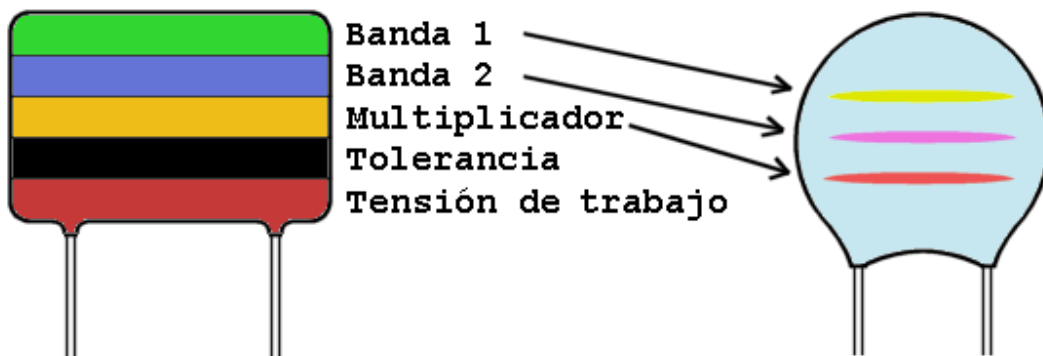 Banda 1
Banda 2
Multiplicador
Tolerancia
Tensión de trabajo